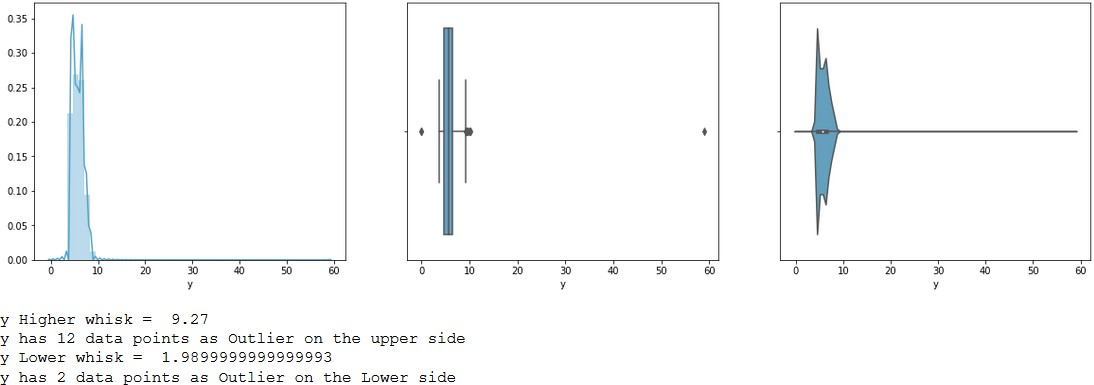 0.35
0.30
0.25
0.20
0.15
0.10
0.05
0.00
0 10 20 30 40 50 60
y
0 10 20 30 40 50 60
y
0 10 20 30 40 50 60
y
y Higher whisk =  9.27
y has 12 data points as Outlier on the upper side
y Lower whisk =  1.9899999999999993
y has 2 data points as Outlier on the Lower side